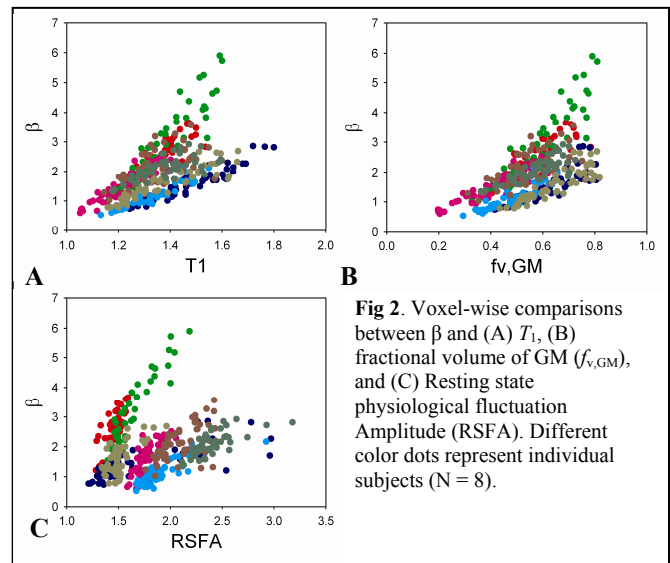 7
6
5
4
3
2
1
0
β
1.0 1.2 1.4 1.6 1.8 2.0
A T1
7
6
5
4
3
2
1
0
β
0.0 0.2 0.4 0.6 0.8 1.0
B fv,GM
7
6
5
4
3
2
1
0
β
1.0 1.5 2.0 2.5 3.0 3.5
C RSFA
Fig 2. Voxel-wise comparisons
between β and (A) T₁, (B)
fractional volume of GM (fᵥ,GM),
and (C) Resting state
physiological fluctuation
Amplitude (RSFA). Different
color dots represent individual
subjects (N = 8).